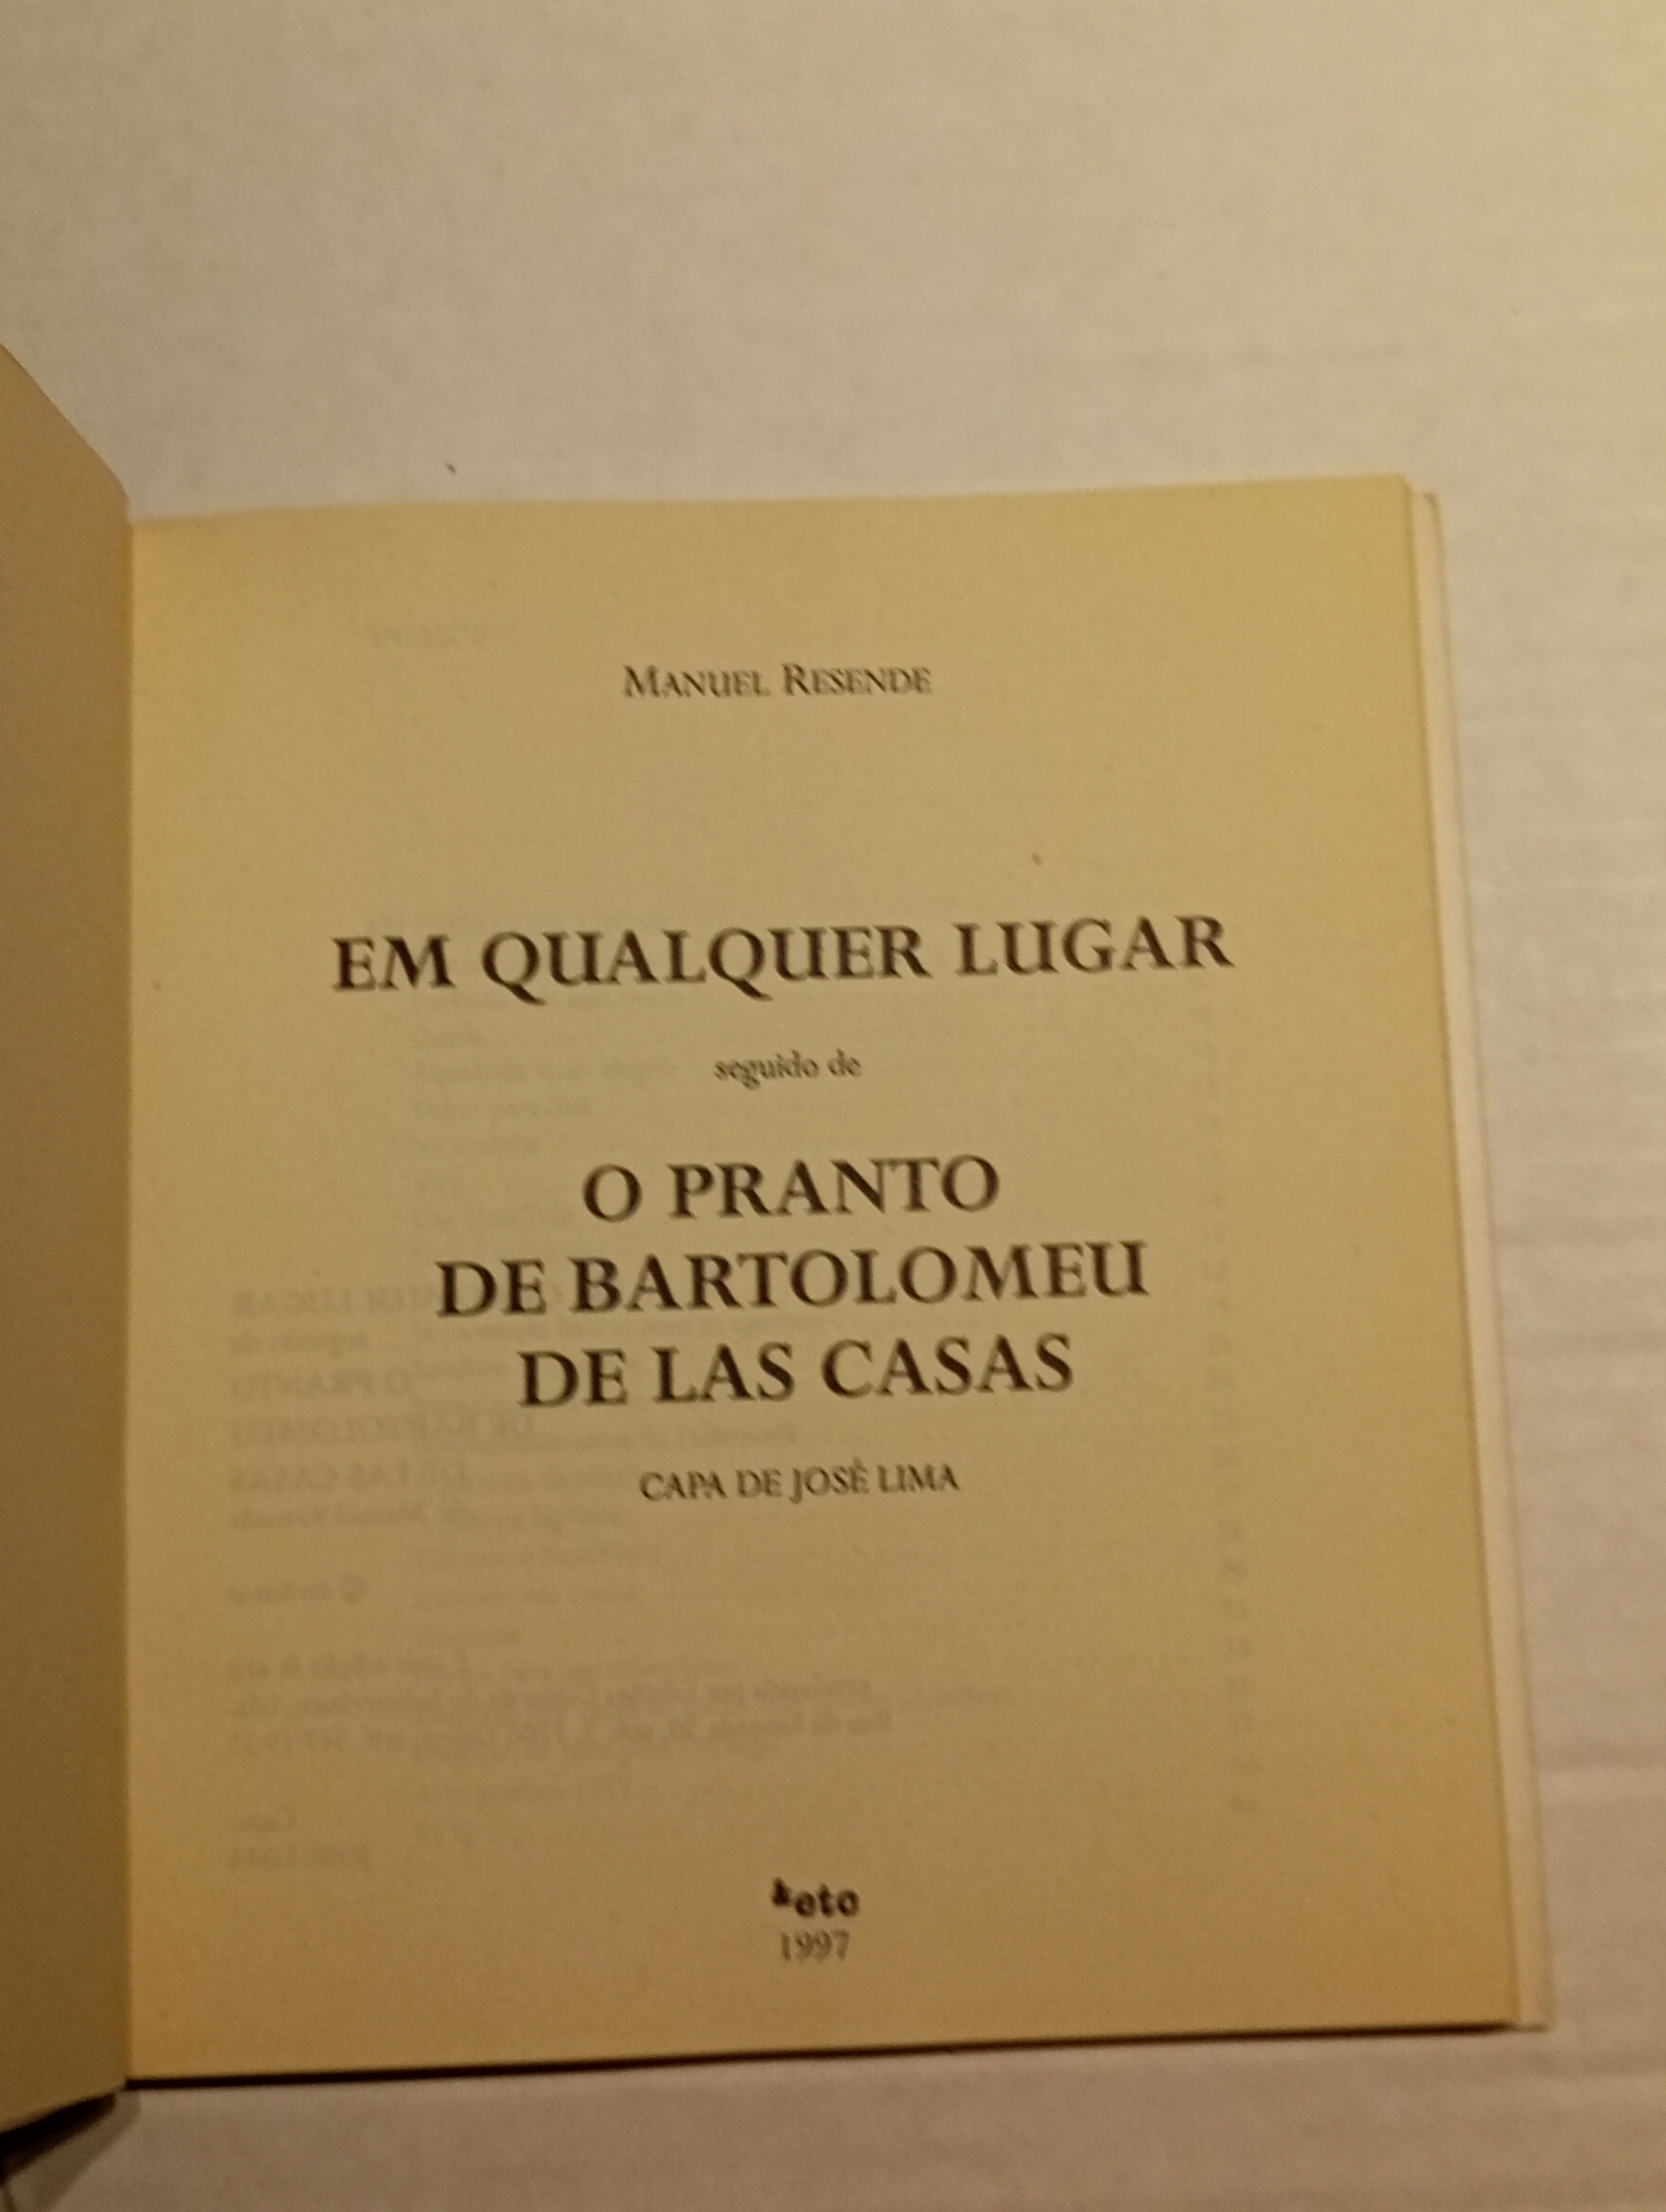 MANUEL RESENDE
EM QUALQUER LUGAR
seguido de
O PRANTO
DE BARTOLOMEU
DE LAS CASAS
CAPA DE JOSÉ LIMA
&etc
1997